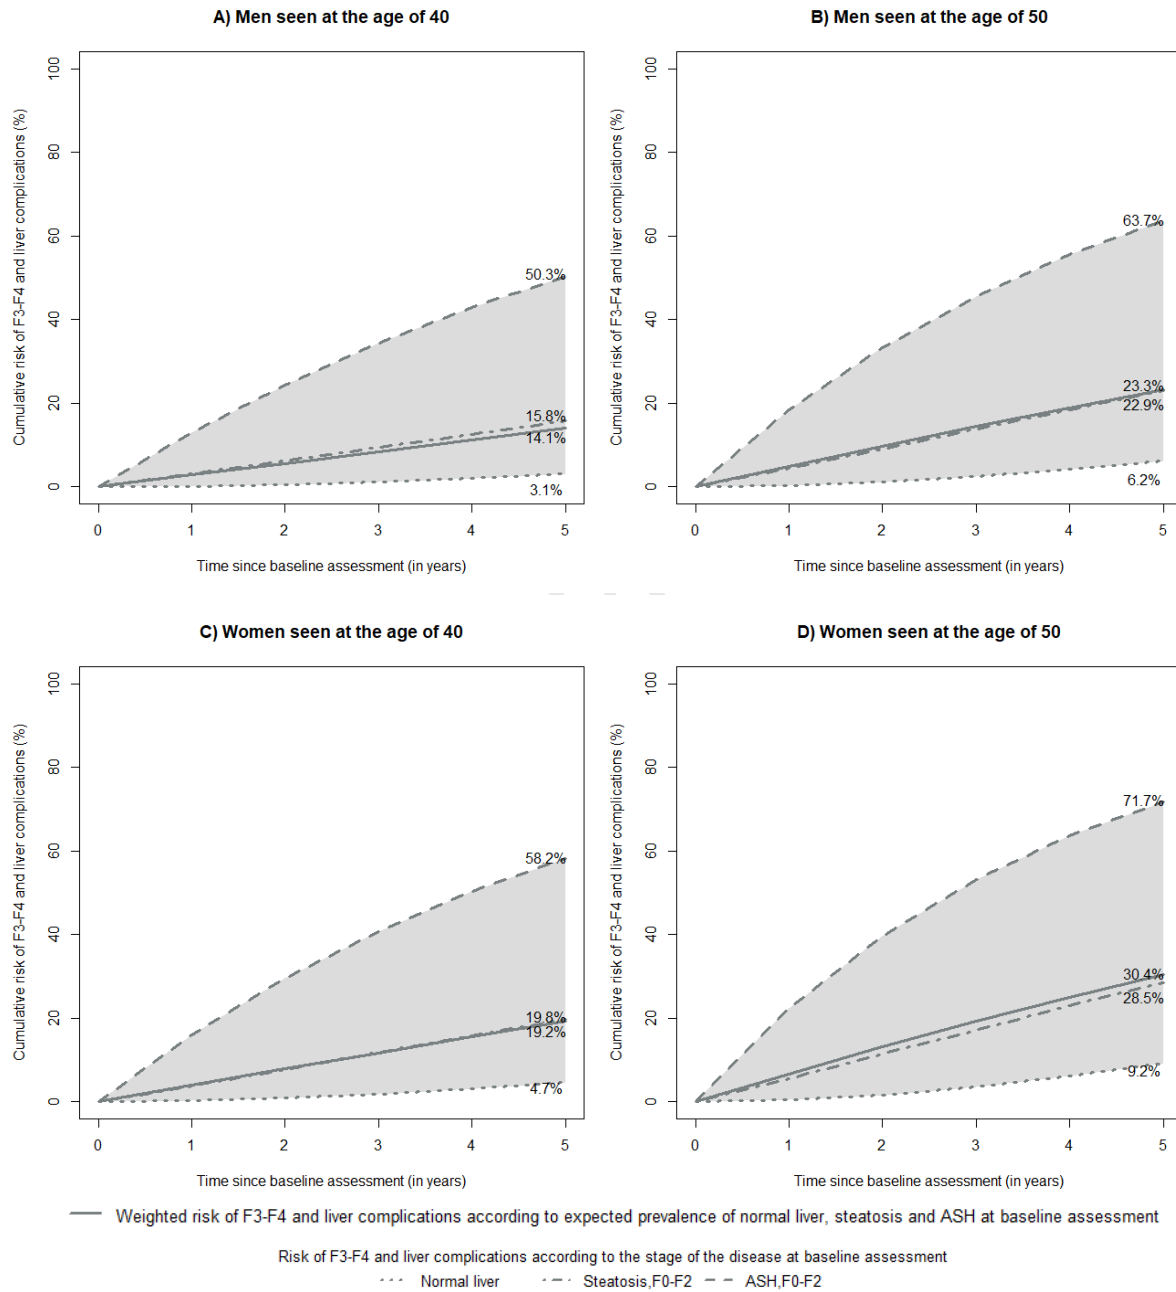 A) Men seen at the age of 40
Cumulative risk of F3-F4 and liver complications (%)
100
80
60
40
20
0
50.3%
15.8%
14.1%
3.1%
0 1 2 3 4 5
Time since baseline assessment (in years)
B) Men seen at the age of 50
Cumulative risk of F3-F4 and liver complications (%)
100
80
60
40
20
0
63.7%
23.3%
22.9%
6.2%
0 1 2 3 4 5
Time since baseline assessment (in years)
C) Women seen at the age of 40
Cumulative risk of F3-F4 and liver complications (%)
100
80
60
40
20
0
58.2%
19.8%
19.2%
4.7%
0 1 2 3 4 5
Time since baseline assessment (in years)
D) Women seen at the age of 50
Cumulative risk of F3-F4 and liver complications (%)
100
80
60
40
20
0
71.7%
30.4%
28.5%
9.2%
0 1 2 3 4 5
Time since baseline assessment (in years)
Weighted risk of F3-F4 and liver complications according to expected prevalence of normal liver, steatosis and ASH at baseline assessment
Risk of F3-F4 and liver complications according to the stage of the disease at baseline assessment
Normal liver Steatosis,F0-F2 ASH,F0-F2